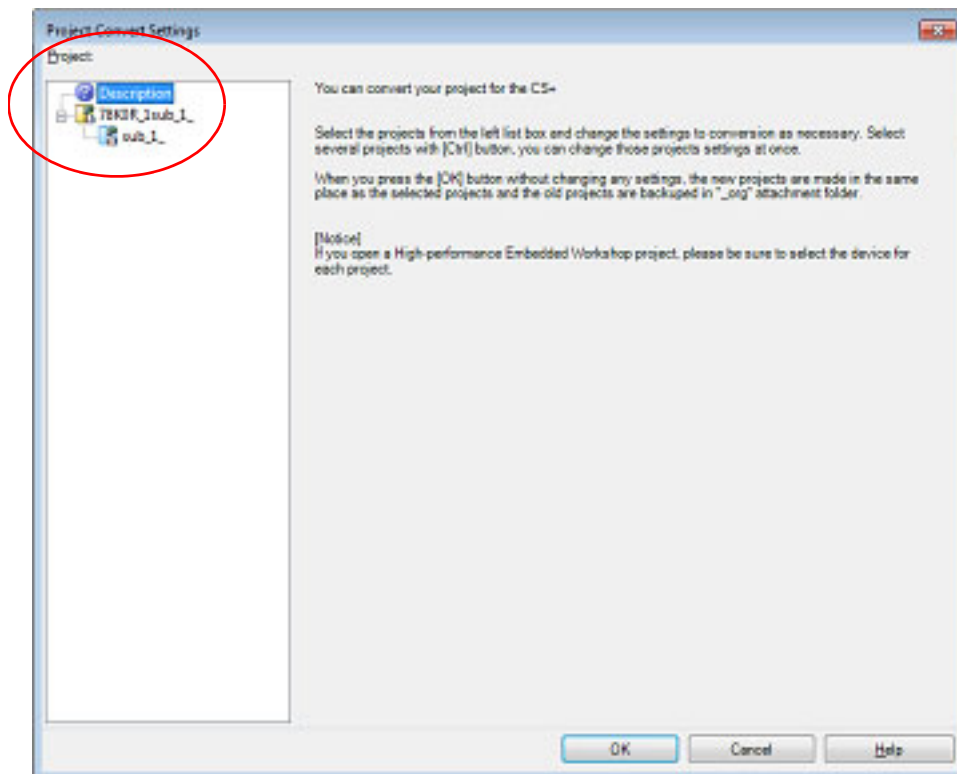 Project Convert Settings
Project:
Description
78K0R_1sub_1_
sub_1_
You can convert your project for the CS+
Select the projects from the left list box and change the settings to conversion as necessary. Select
several projects with [Ctrl] button, you can change those projects settings at once.
When you press the [OK] button without changing any settings, the new projects are made in the same
place as the selected projects and the old projects are backuped in "_org" attachment folder.
[Notice]
If you open a High-performance Embedded Workshop project, please be sure to select the device for
each project.
OK
Cancel
Help